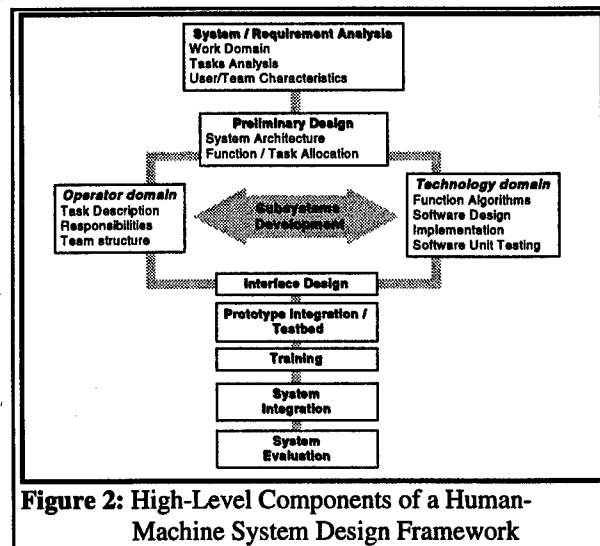 System / Requirement Analysis
Work Domain
Tasks Analysis
User/Team Characteristics
Preliminary Design
System Architecture
Function / Task Allocation
Operator domain
Task Description
Responsibilities
Team structure
Subsystems
Development
Technology domain
Function Algorithms
Software Design
Implementation
Software Unit Testing
Interface Design
Prototype Integration /
Testbed
Training
System
Integration
System
Evaluation
Figure 2: High-Level Components of a Human-
Machine System Design Framework